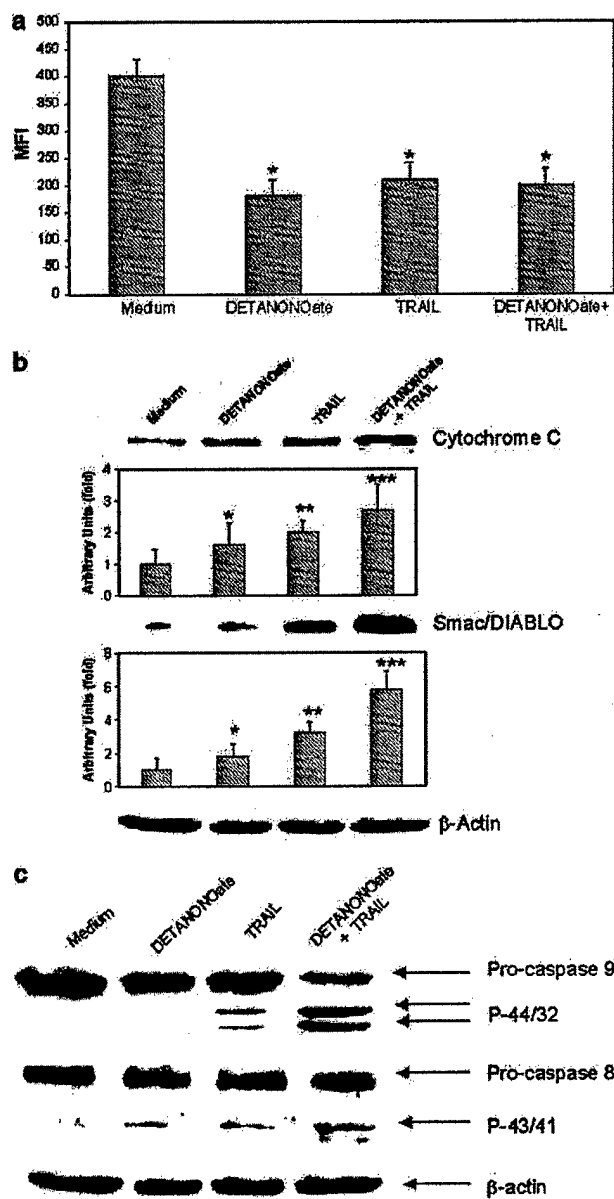 a
500
450
400
350
300
250
200
150
100
50
0
MFI
* * *
Medium DETANONOate TRAIL DETANONOate+
TRAIL
b
Medium DETANONOate TRAIL DETANONOate
+ TRAIL
Cytochrome C
Arbitrary Units (fold)
4
3
2
1
0
* ** ***
Smac/DIABLO
Arbitrary Units (fold)
8
6
4
2
0
* ** ***
β-Actin
c
Medium DETANONOate TRAIL DETANONOate
+ TRAIL
Pro-caspase 9
P-44/32
Pro-caspase 8
P-43/41
β-actin